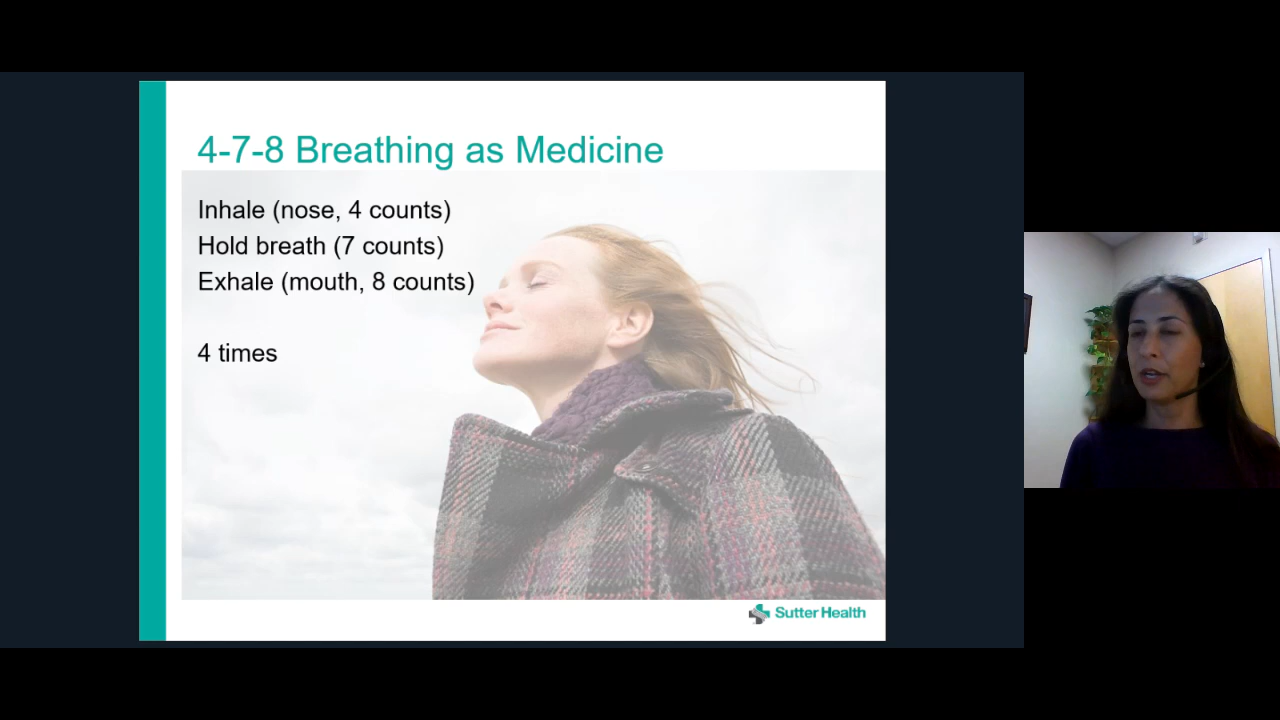 4-7-8 Breathing as Medicine
Inhale (nose, 4 counts)
Hold breath (7 counts)
Exhale (mouth, 8 counts)
4 times
Sutter Health